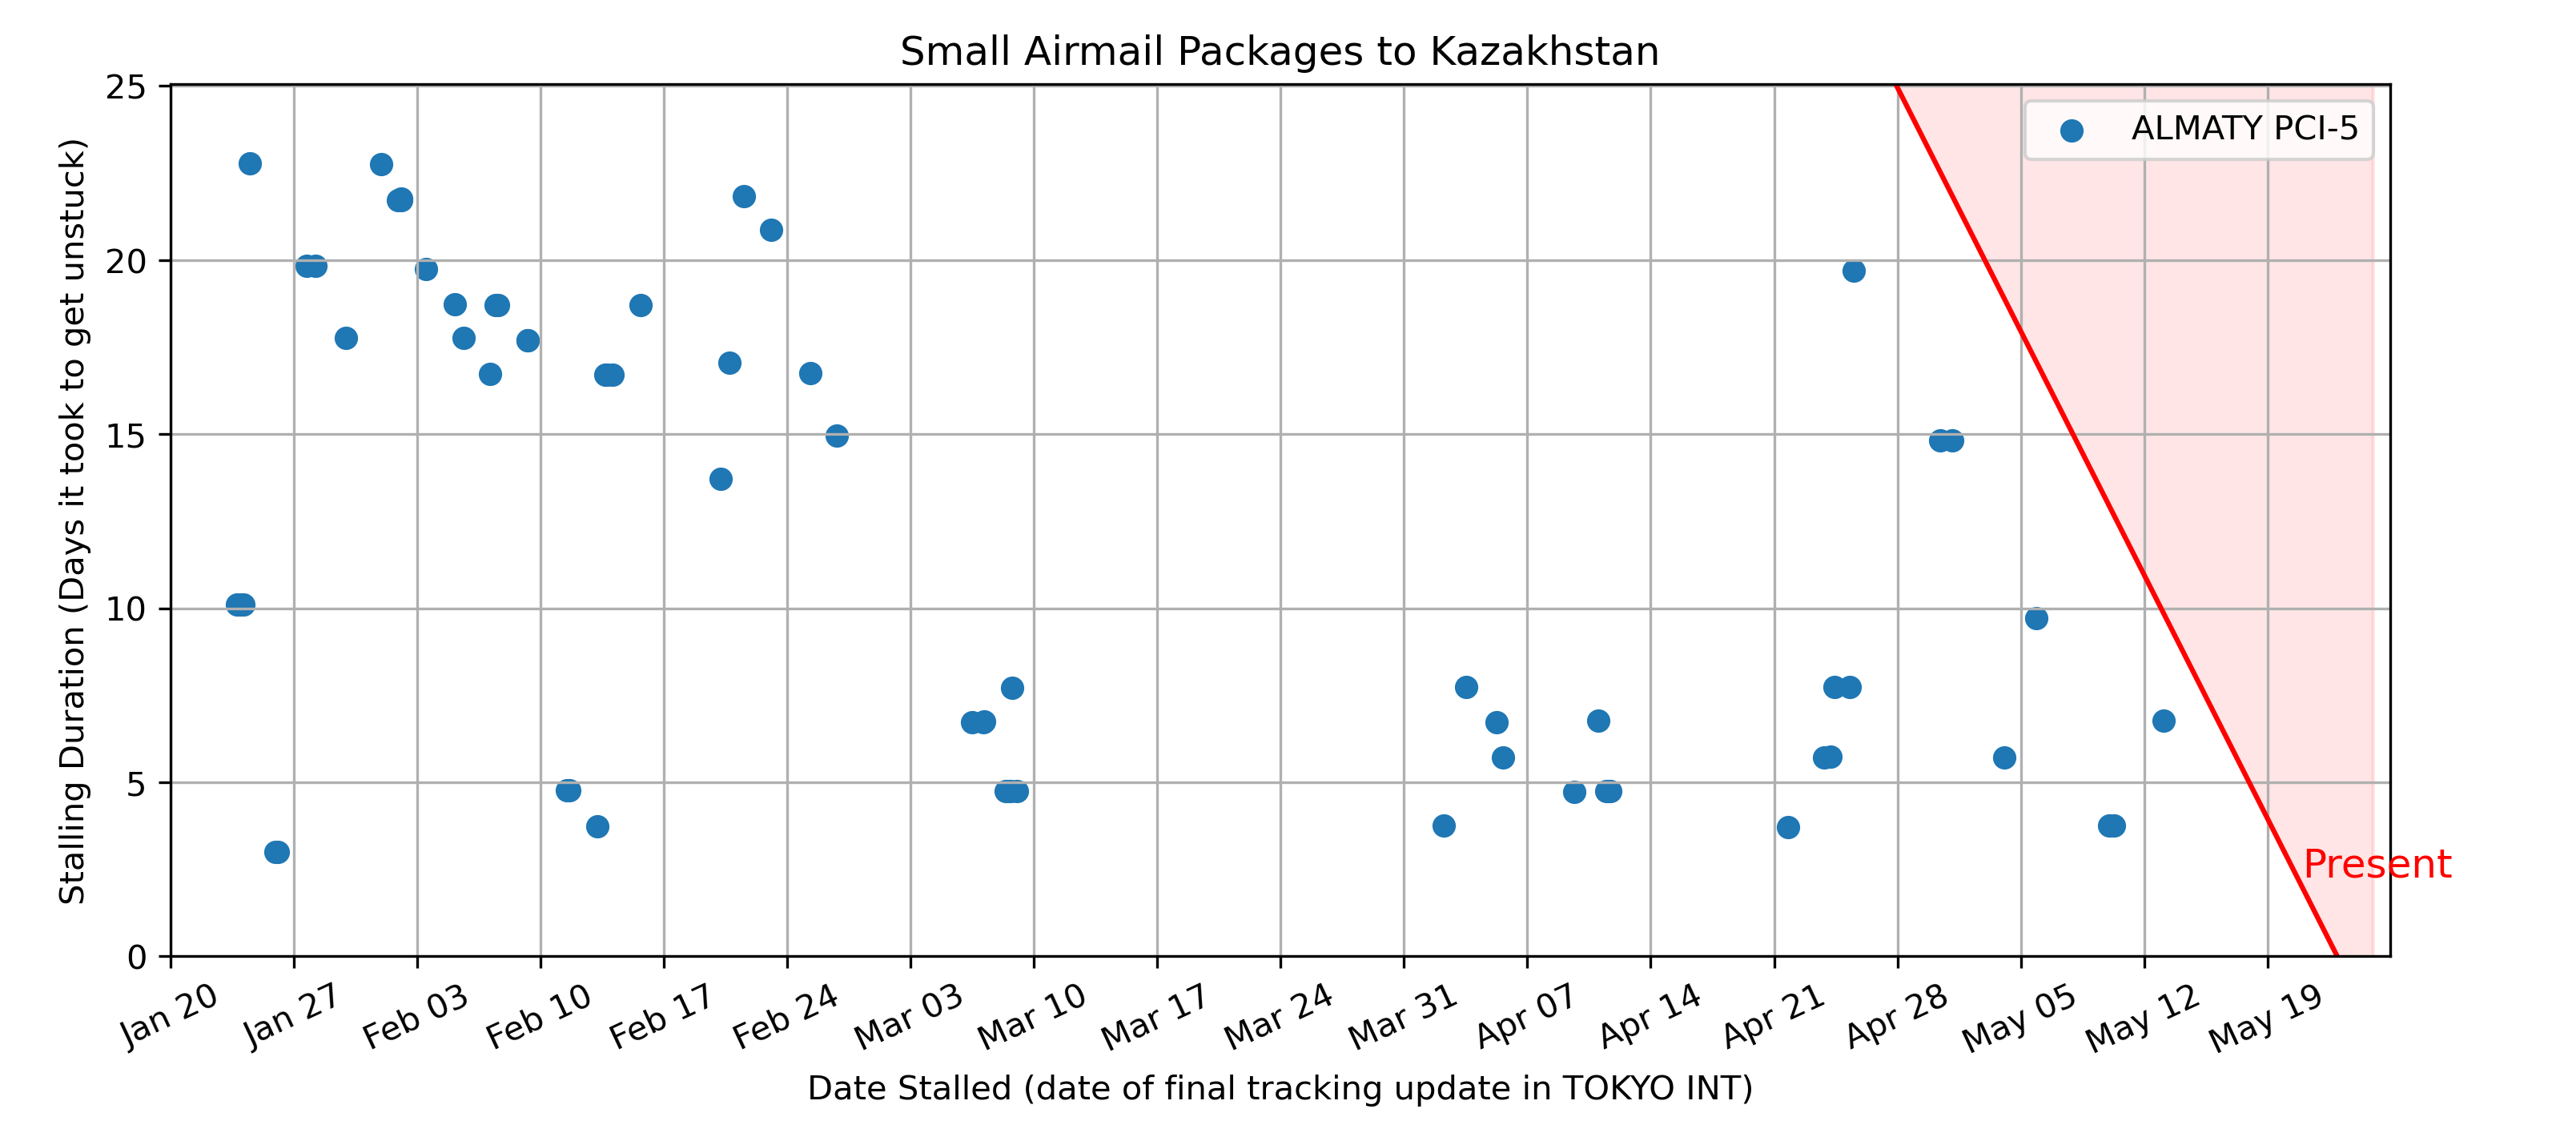 Small Airmail Packages to Kazakhstan
25
20
15
10
5
0
Stalling Duration (Days it took to get unstuck)
ALMATY PCI-5
Present
Jan 20
Jan 27
Feb 03
Feb 10
Feb 17
Feb 24
Mar 03
Mar 10
Mar 17
Mar 24
Mar 31
Apr 07
Apr 14
Apr 21
Apr 28
May 05
May 12
May 19
Date Stalled (date of final tracking update in TOKYO INT)